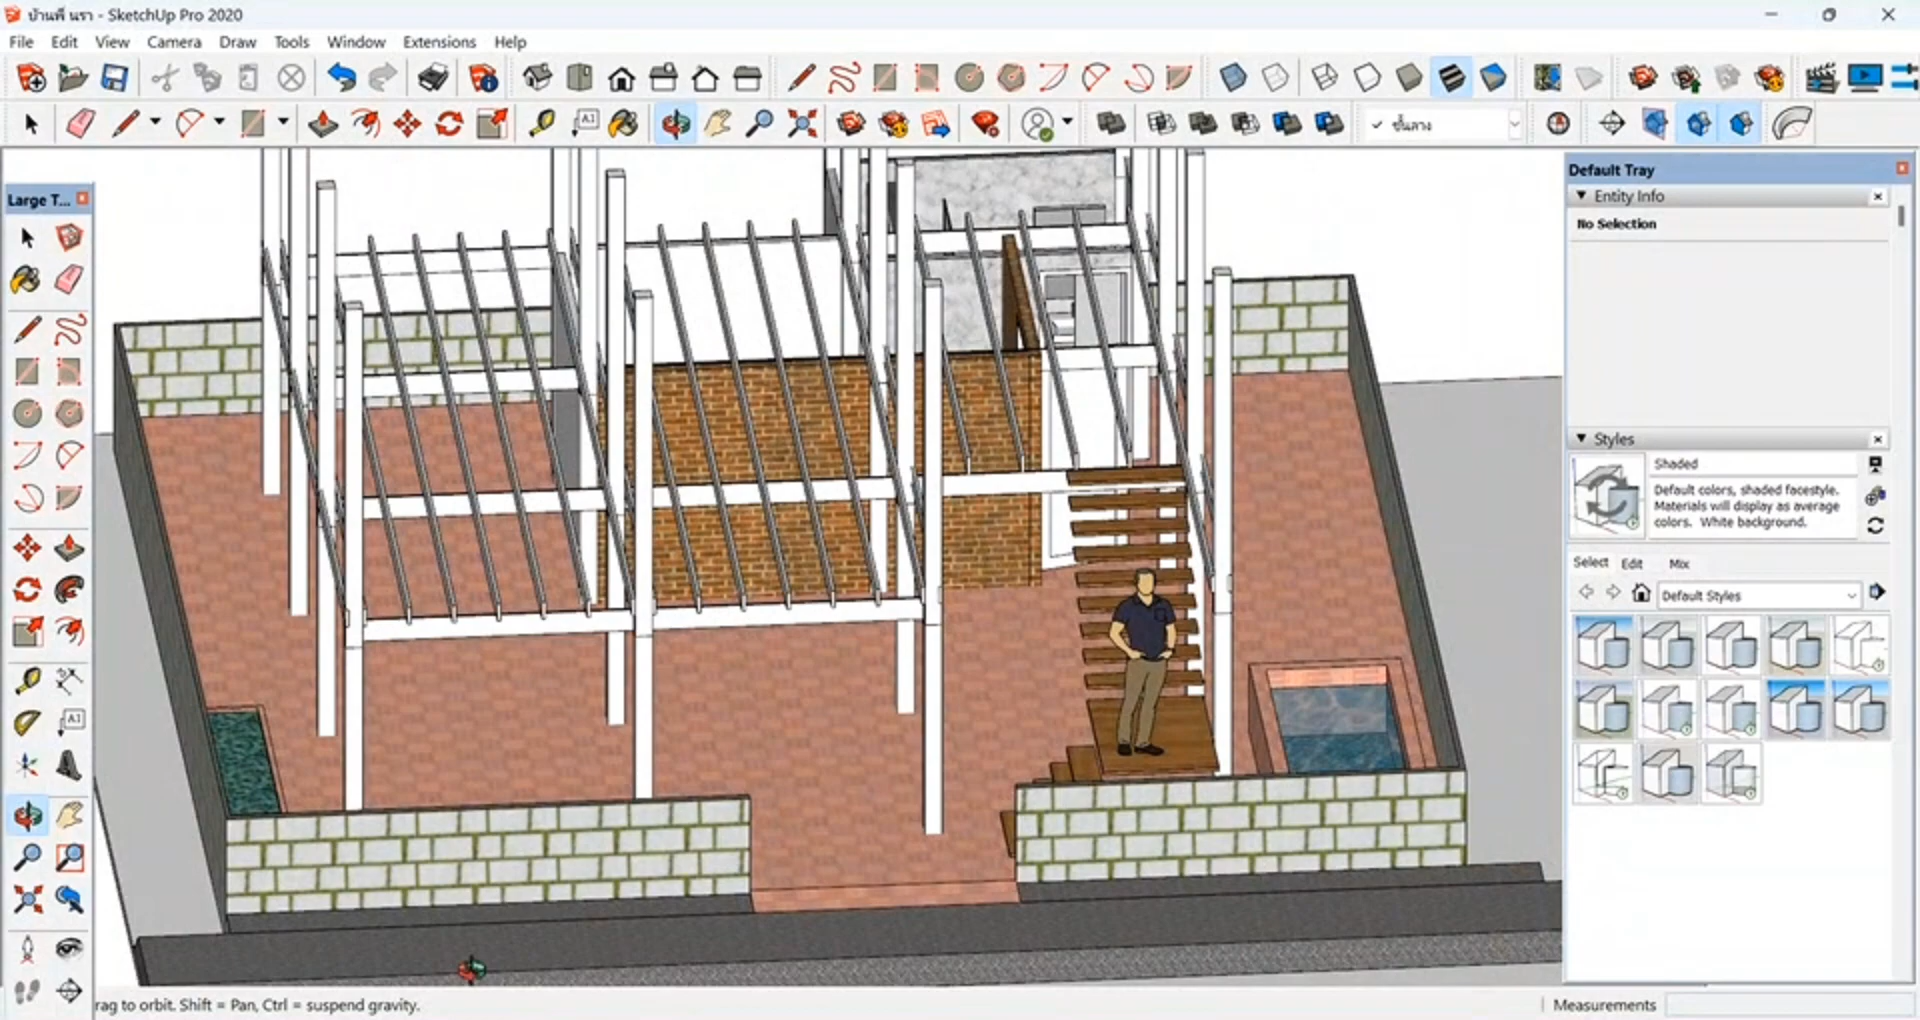 บ้านพี่ นรา - SketchUp Pro 2020
File Edit View Camera Draw Tools Window Extensions Help
✓ ชั้นลาง
Large T...
Default Tray
Entity Info
No Selection
Styles
Shaded
Default colors, shaded facestyle.
Materials will display as average
colors. White background.
Select Edit Mix
Default Styles
rag to orbit. Shift = Pan, Ctrl = suspend gravity.
Measurements